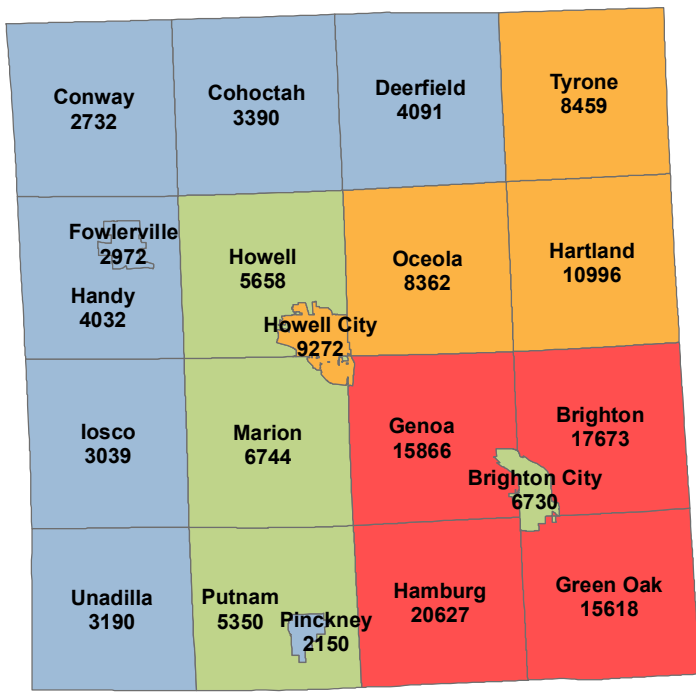 Conway
2732
Cohoctah
3390
Deerfield
4091
Tyrone
8459
Fowlerville
2972
Handy
4032
Howell
5658
Oceola
8362
Hartland
10996
Howell City
9272
Iosco
3039
Marion
6744
Genoa
15866
Brighton
17673
Brighton City
6730
Unadilla
3190
Putnam
5350
Pinckney
2150
Hamburg
20627
Green Oak
15618